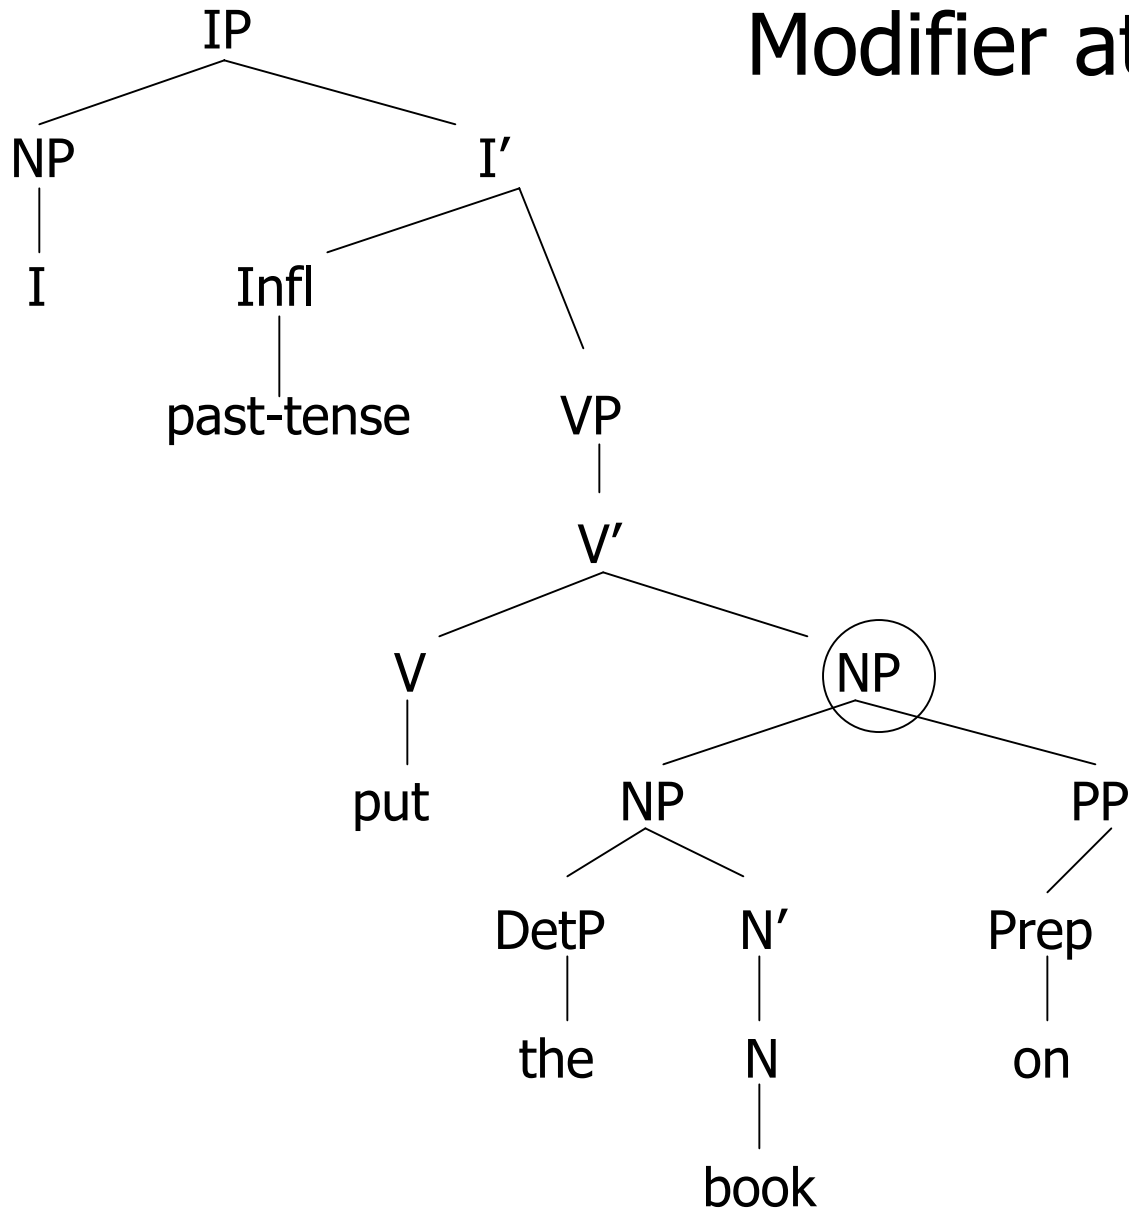 IP
Modifier at
NP
I′
I
Infl
past-tense
VP
V′
V
NP
put
NP
PP
DetP
N′
Prep
the
N
on
book